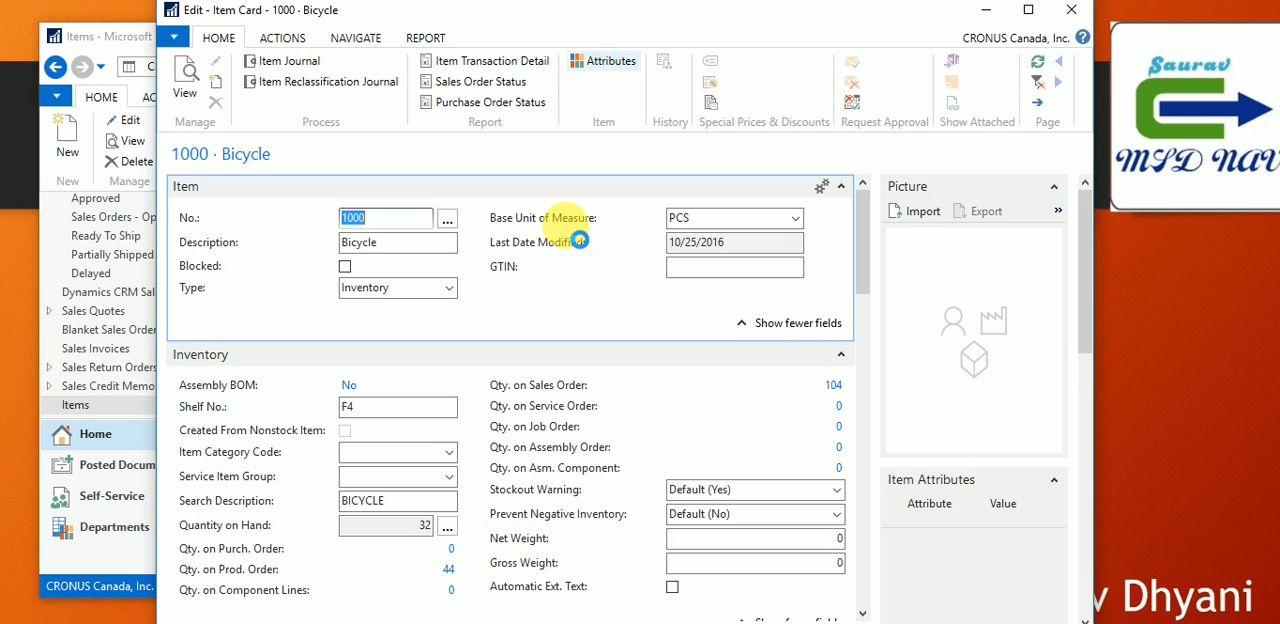 Edit - Item Card - 1000 · Bicycle
Items - Microsoft
HOME
ACTIONS
NAVIGATE
REPORT
CRONUS Canada, Inc.
View
Manage
Item Journal
Item Reclassification Journal
Process
Item Transaction Detail
Sales Order Status
Purchase Order Status
Report
Attributes
Item
History
Special Prices & Discounts
Request Approval
Show Attached
Page
HOME
AC
New
New
Edit
View
Delete
Manage
Approved
Sales Orders - Op
Ready To Ship
Partially Shipped
Delayed
Dynamics CRM Sal
Sales Quotes
Blanket Sales Order
Sales Invoices
Sales Return Orders
Sales Credit Memo
Items
Home
Posted Docum
Self-Service
Departments
CRONUS Canada, Inc.
1000 · Bicycle
Item
No.: 1000 ...
Description: Bicycle
Blocked:
Type: Inventory
Base Unit of Measure: PCS
Last Date Modified: 10/25/2016
GTIN:
Show fewer fields
Inventory
Assembly BOM: No
Shelf No.: F4
Created From Nonstock Item:
Item Category Code:
Service Item Group:
Search Description: BICYCLE
Quantity on Hand: 32 ...
Qty. on Purch. Order: 0
Qty. on Prod. Order: 44
Qty. on Component Lines: 0
Qty. on Sales Order: 104
Qty. on Service Order: 0
Qty. on Job Order: 0
Qty. on Assembly Order: 0
Qty. on Asm. Component: 0
Stockout Warning: Default (Yes)
Prevent Negative Inventory: Default (No)
Net Weight: 0
Gross Weight: 0
Automatic Ext. Text:
Show fewer fields
Picture
Import
Export
Item Attributes
Attribute Value
Saurav
MSD NAV
v Dhyani